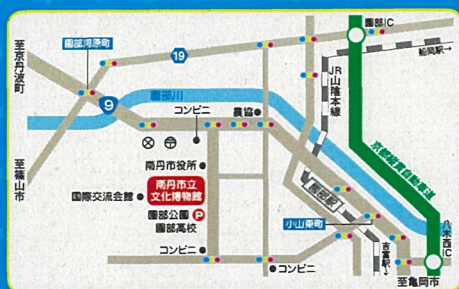 園部IC
至京丹波町
園部河原町
19
船岡駅→
JR山陰本線
9
園部川
コンビニ
農協
京都縦貫自動車道
南丹市役所
至篠山市
南丹市立
文化博物館
国際交流会館
園部駅
園部公園 P
園部高校
小山東町
八木西IC
吉富駅→
コンビニ
コンビニ
至亀岡市